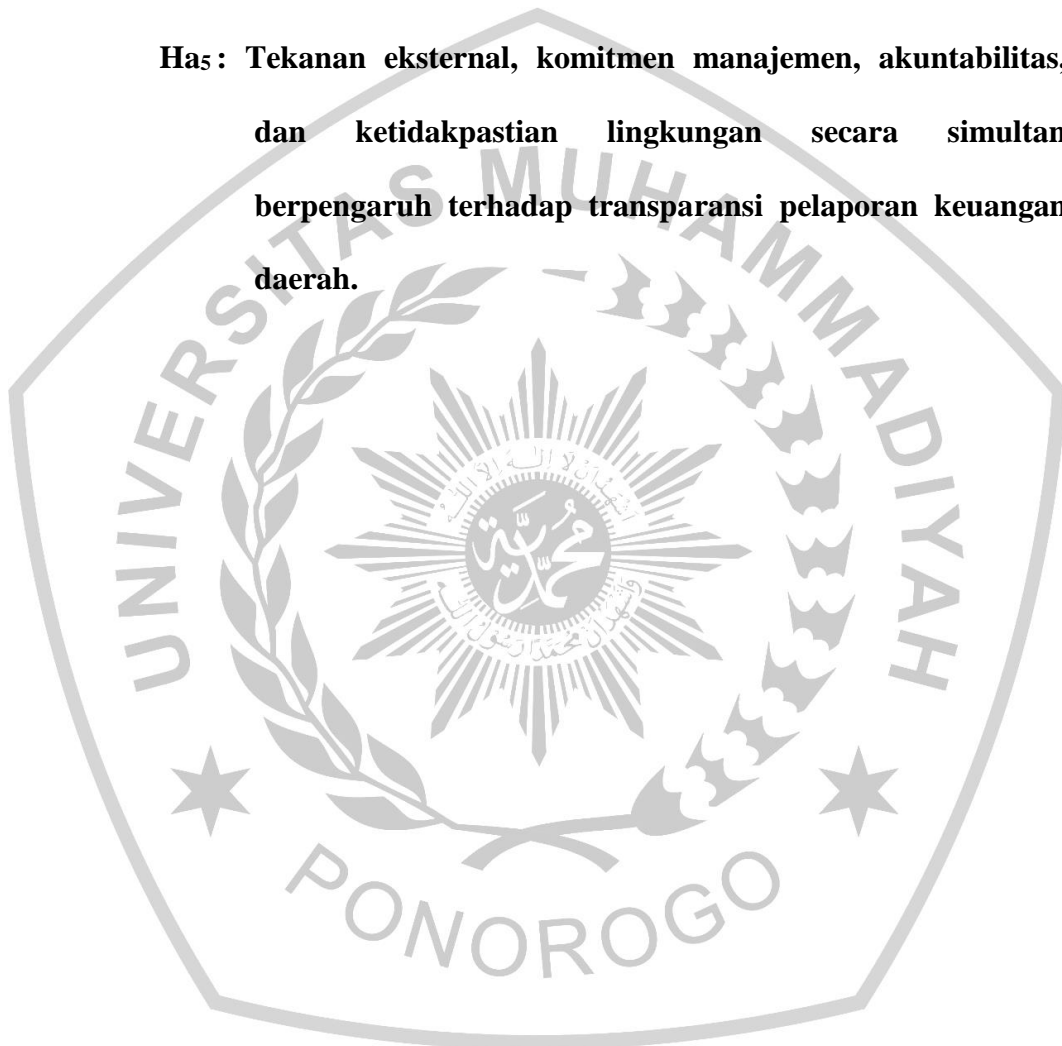 Ha5 : Tekanan eksternal, komitmen manajemen, akuntabilitas,
dan ketidakpastian lingkungan secara simultan
berpengaruh terhadap transparansi pelaporan keuangan
daerah.
UNIVERSITAS MUHAMMADIYAH
PONOROGO